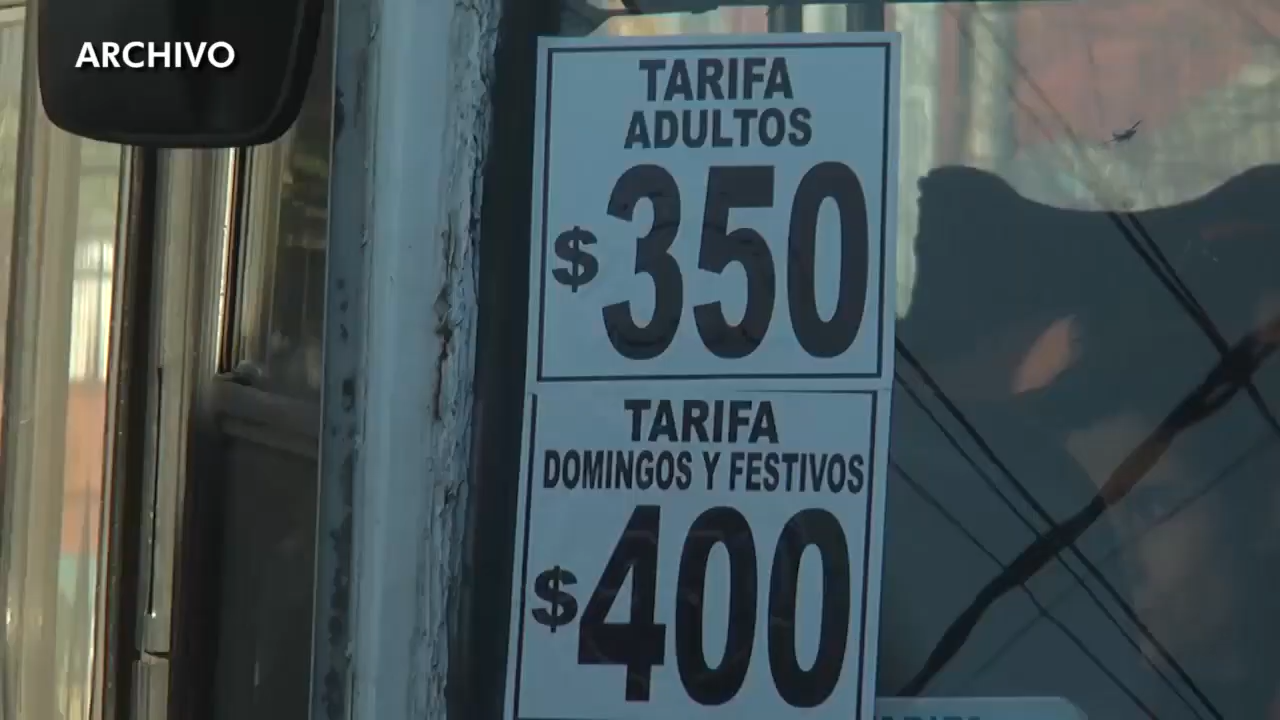 ARCHIVO
TARIFA
ADULTOS
$350
TARIFA
DOMINGOS Y FESTIVOS
$400